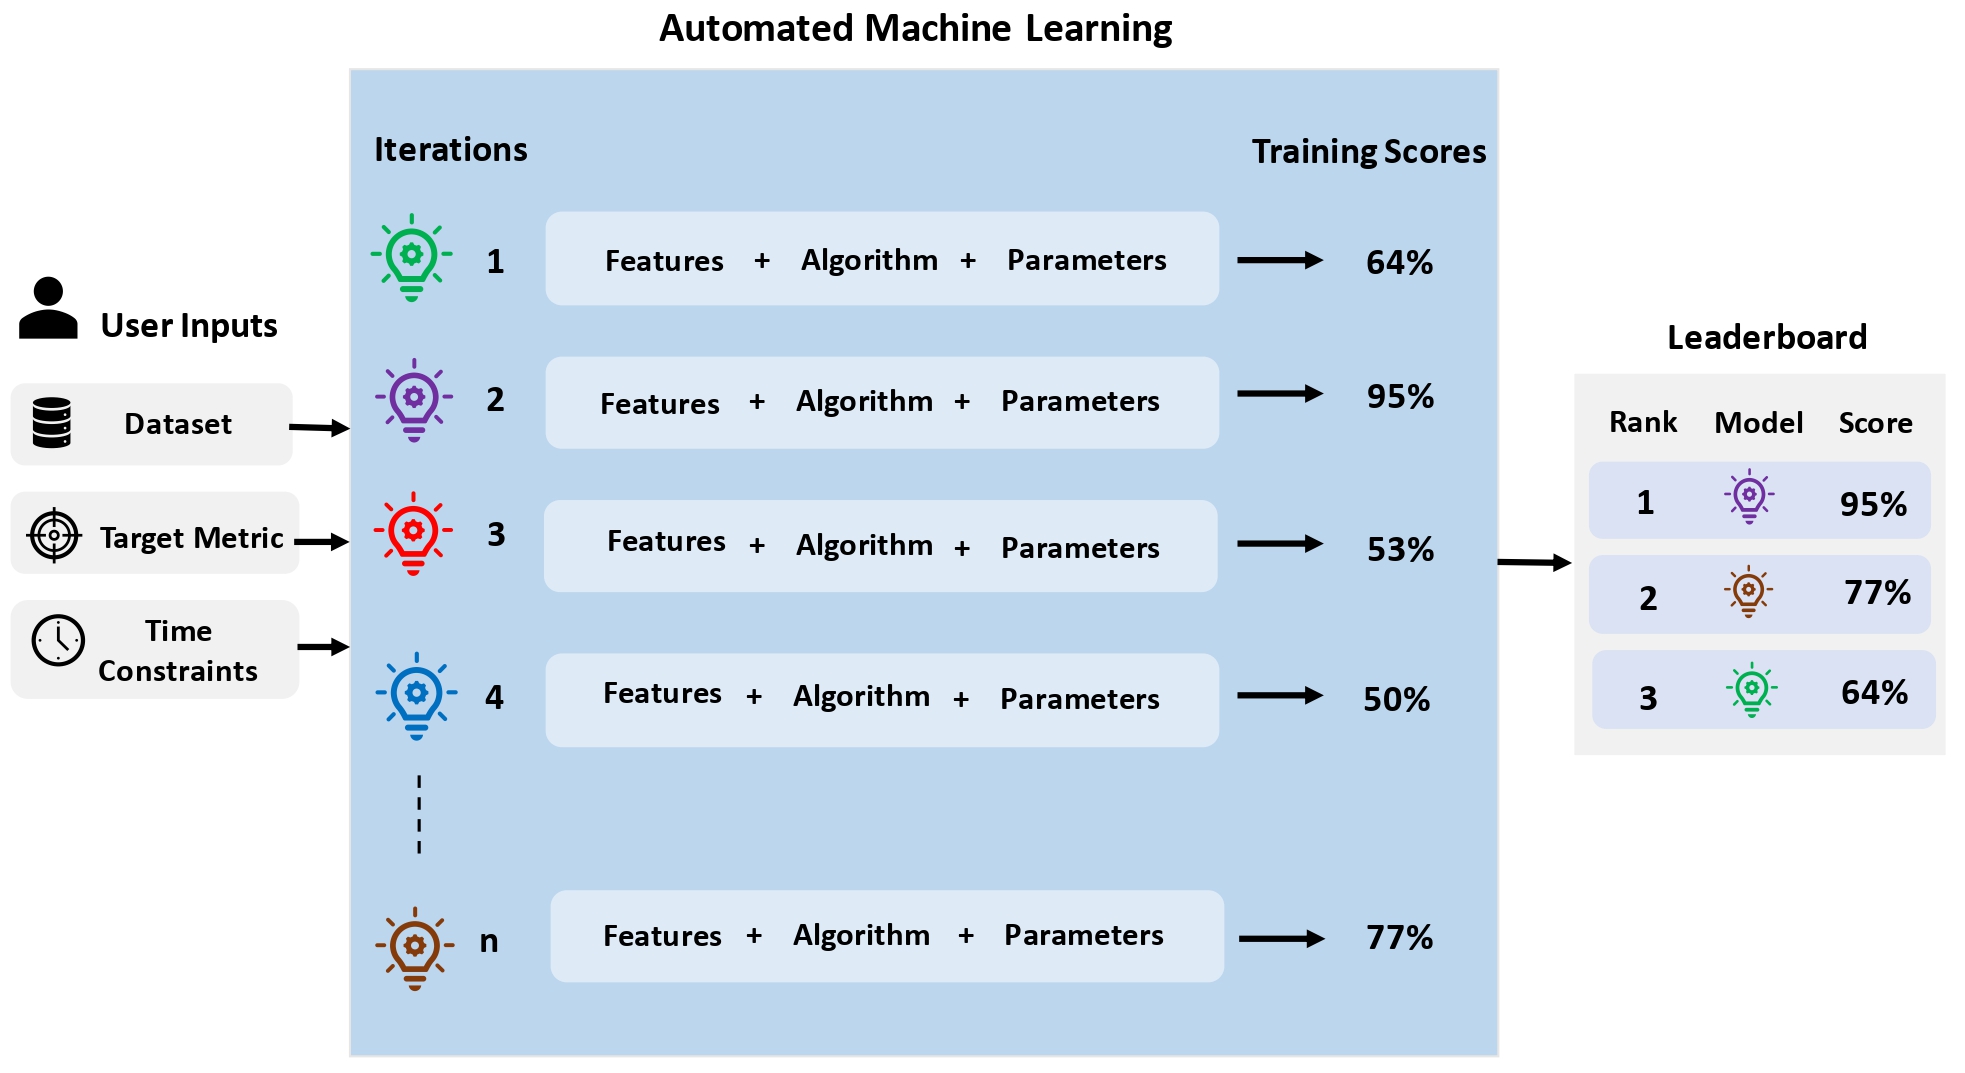 Automated Machine Learning
User Inputs
Dataset
Target Metric
Time
Constraints
Iterations
Training Scores
1 Features + Algorithm + Parameters 64%
2 Features + Algorithm + Parameters 95%
3 Features + Algorithm + Parameters 53%
4 Features + Algorithm + Parameters 50%
n Features + Algorithm + Parameters 77%
Leaderboard
Rank Model Score
1 95%
2 77%
3 64%